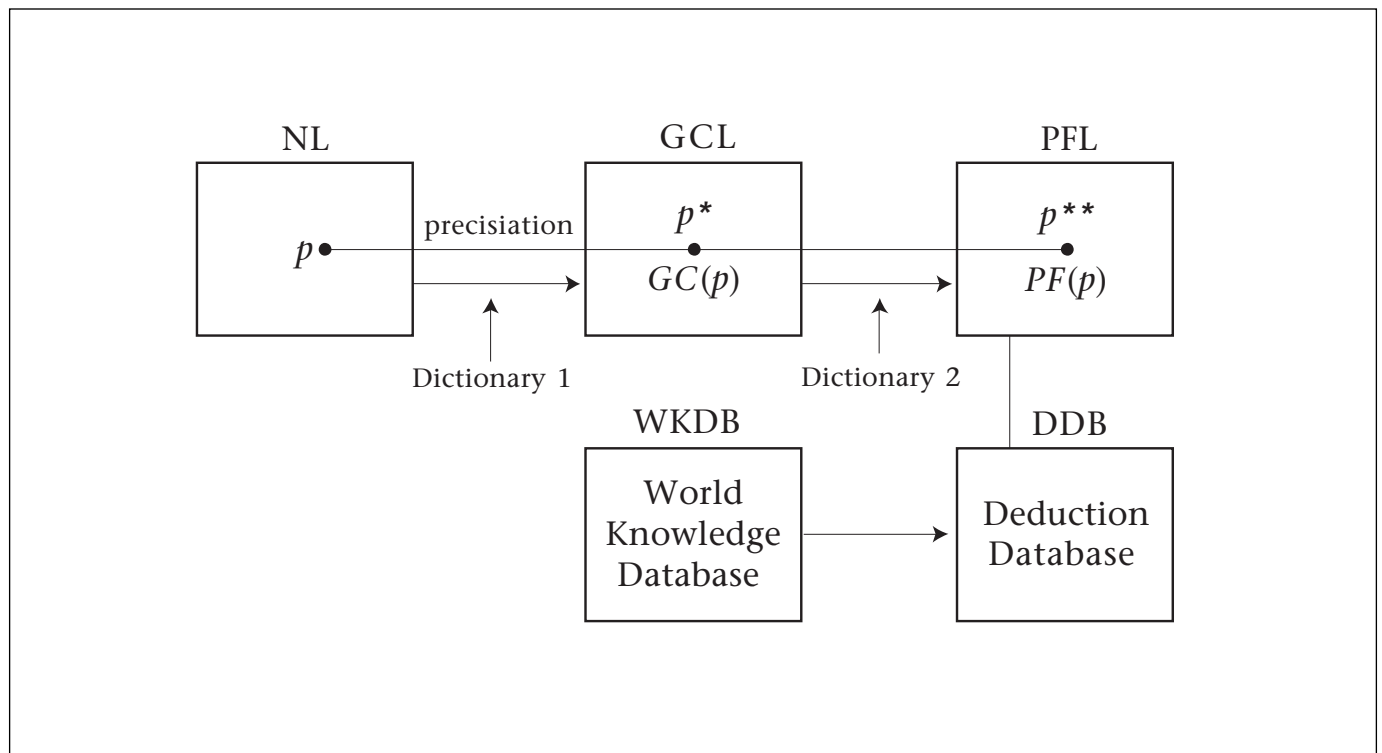 NL
GCL
PFL
p
precisiation
p*
GC(p)
p**
PF(p)
Dictionary 1
Dictionary 2
WKDB
DDB
World
Knowledge
Database
Deduction
Database